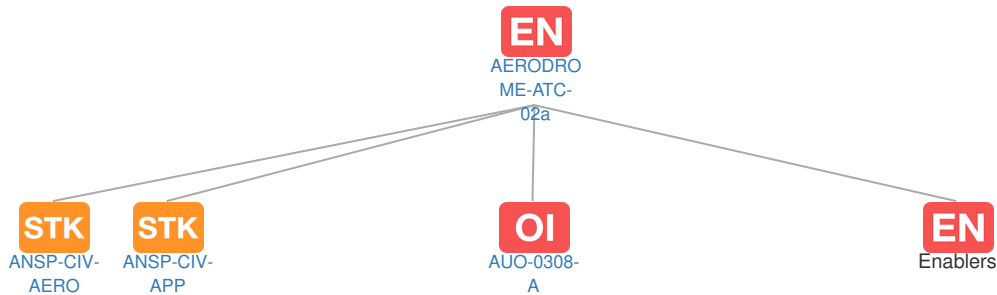 EN
AERODRO
ME-ATC-
02a
STK
ANSP-CIV-
AERO
STK
ANSP-CIV-
APP
OI
AUO-0308-
A
EN
Enablers